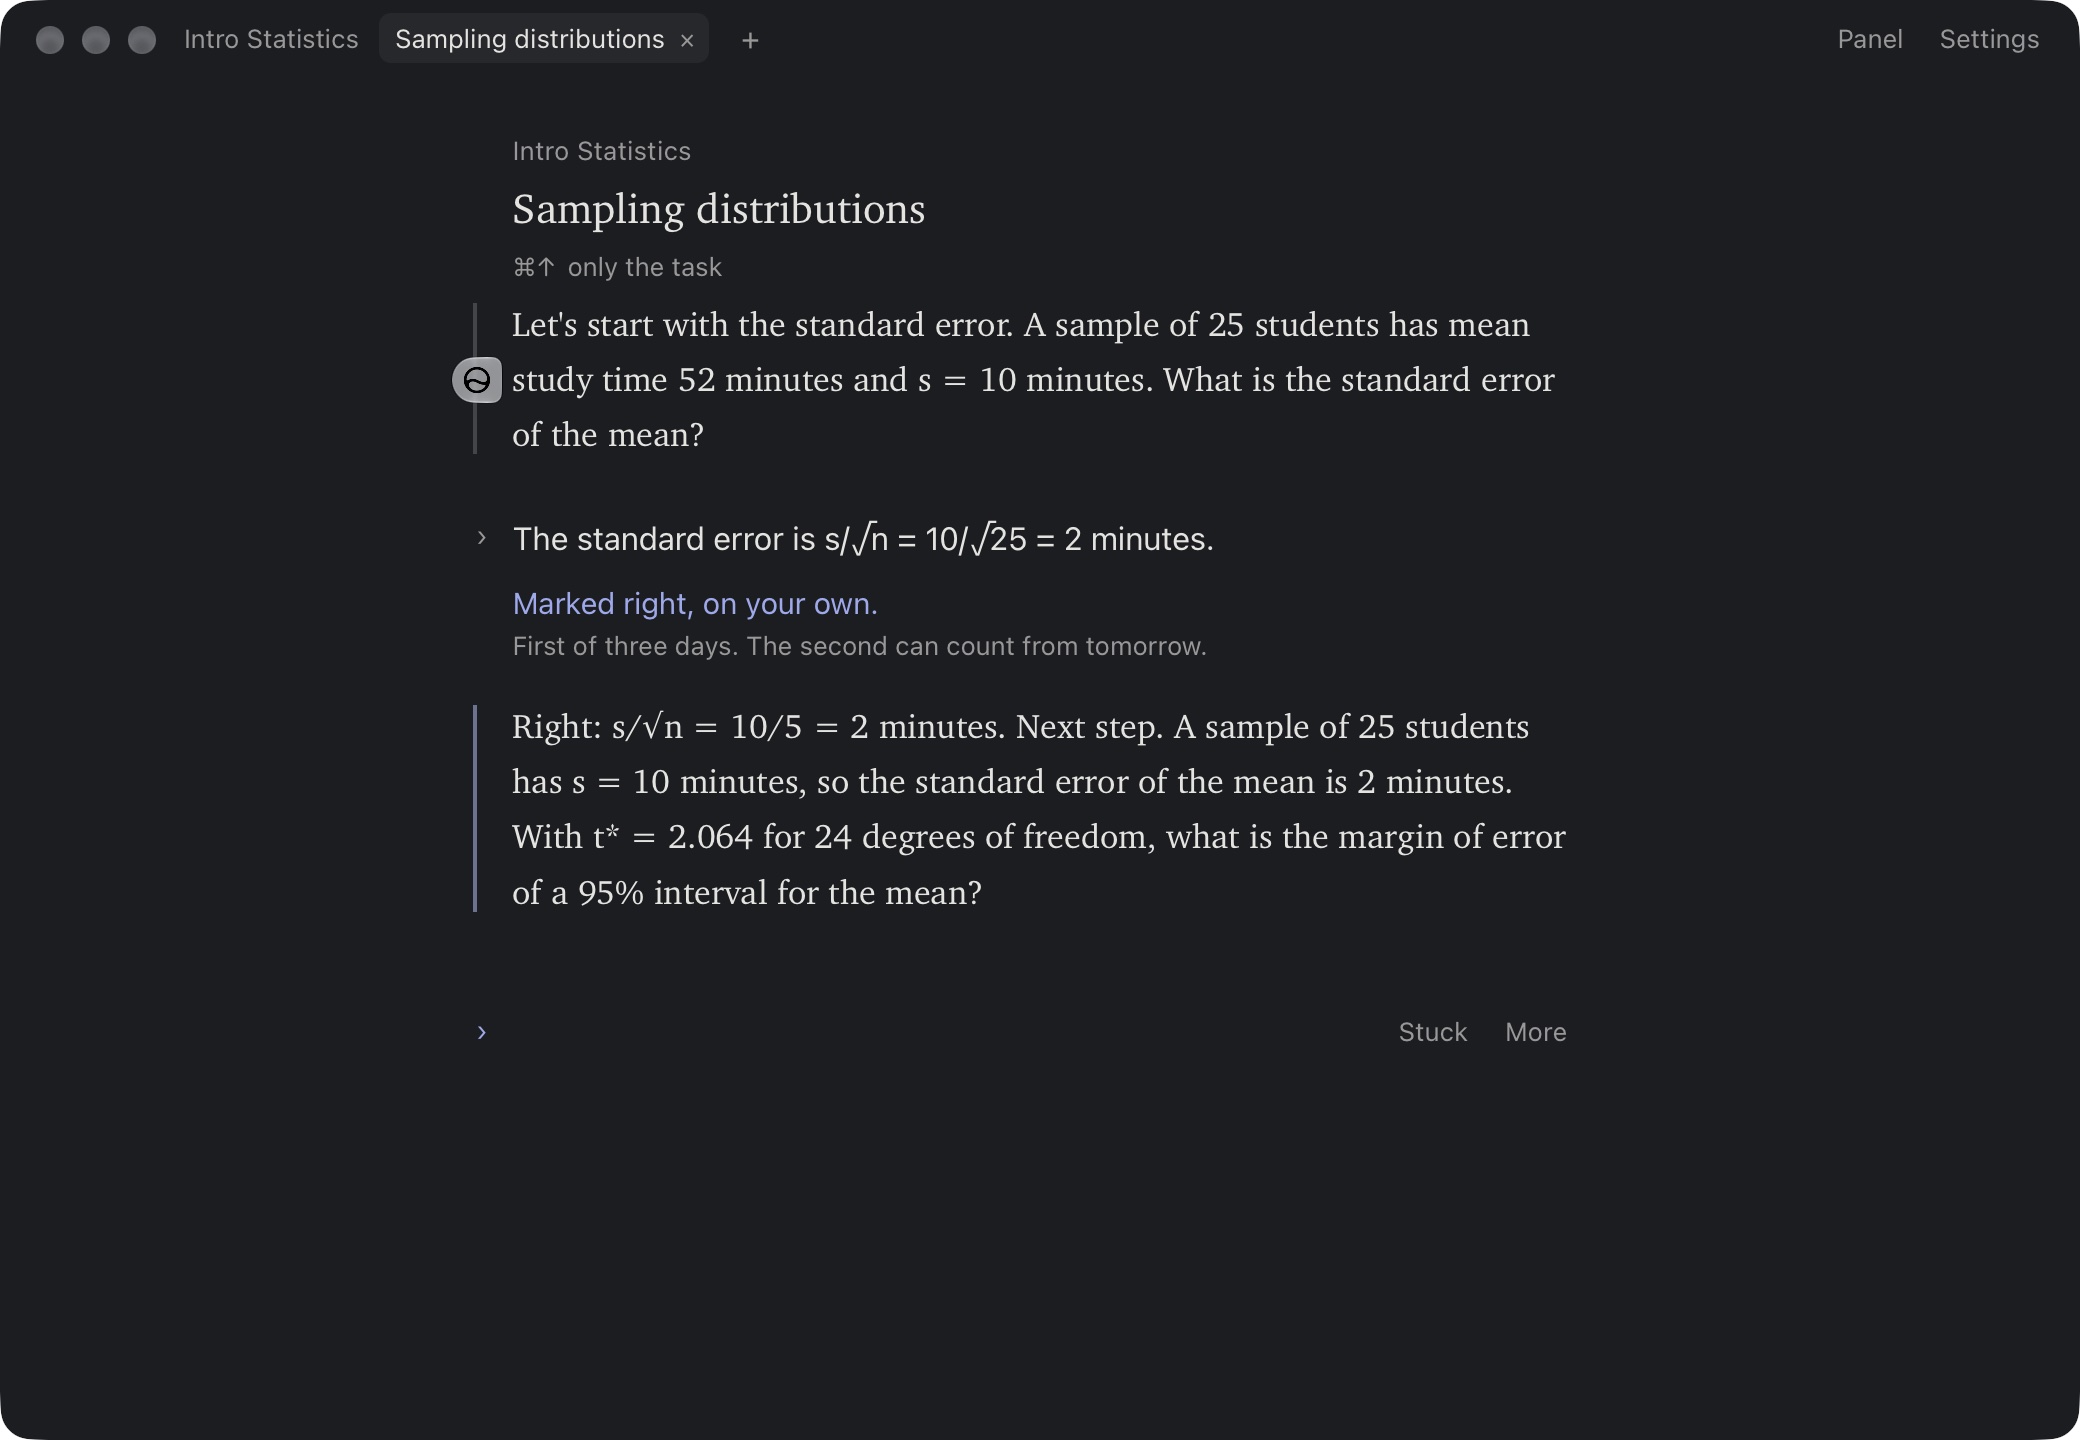 Intro Statistics
Sampling distributions ×
+
Panel
Settings
Intro Statistics
Sampling distributions
⌘↑ only the task
Let's start with the standard error. A sample of 25 students has mean
study time 52 minutes and s = 10 minutes. What is the standard error
of the mean?
› The standard error is s/√n = 10/√25 = 2 minutes.
Marked right, on your own.
First of three days. The second can count from tomorrow.
Right: s/√n = 10/5 = 2 minutes. Next step. A sample of 25 students
has s = 10 minutes, so the standard error of the mean is 2 minutes.
With t* = 2.064 for 24 degrees of freedom, what is the margin of error
of a 95% interval for the mean?
›
Stuck
More